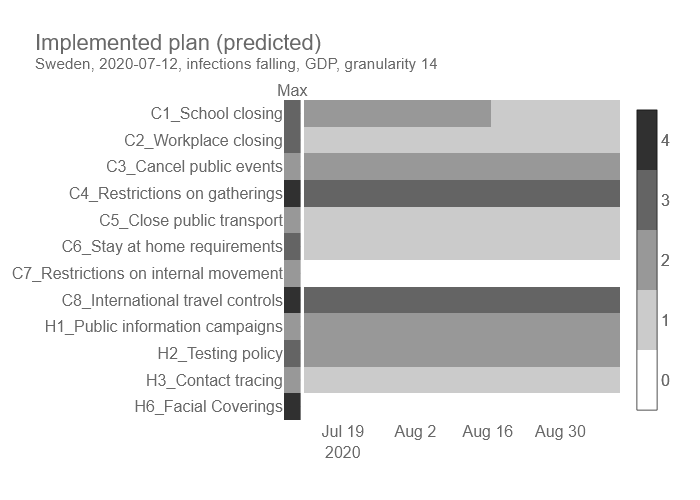 Implemented plan (predicted)
Sweden, 2020-07-12, infections falling, GDP, granularity 14
Max
C1_School closing
C2_Workplace closing
C3_Cancel public events
C4_Restrictions on gatherings
C5_Close public transport
C6_Stay at home requirements
C7_Restrictions on internal movement
C8_International travel controls
H1_Public information campaigns
H2_Testing policy
H3_Contact tracing
H6_Facial Coverings
4
3
2
1
0
Jul 19 Aug 2 Aug 16 Aug 30
2020